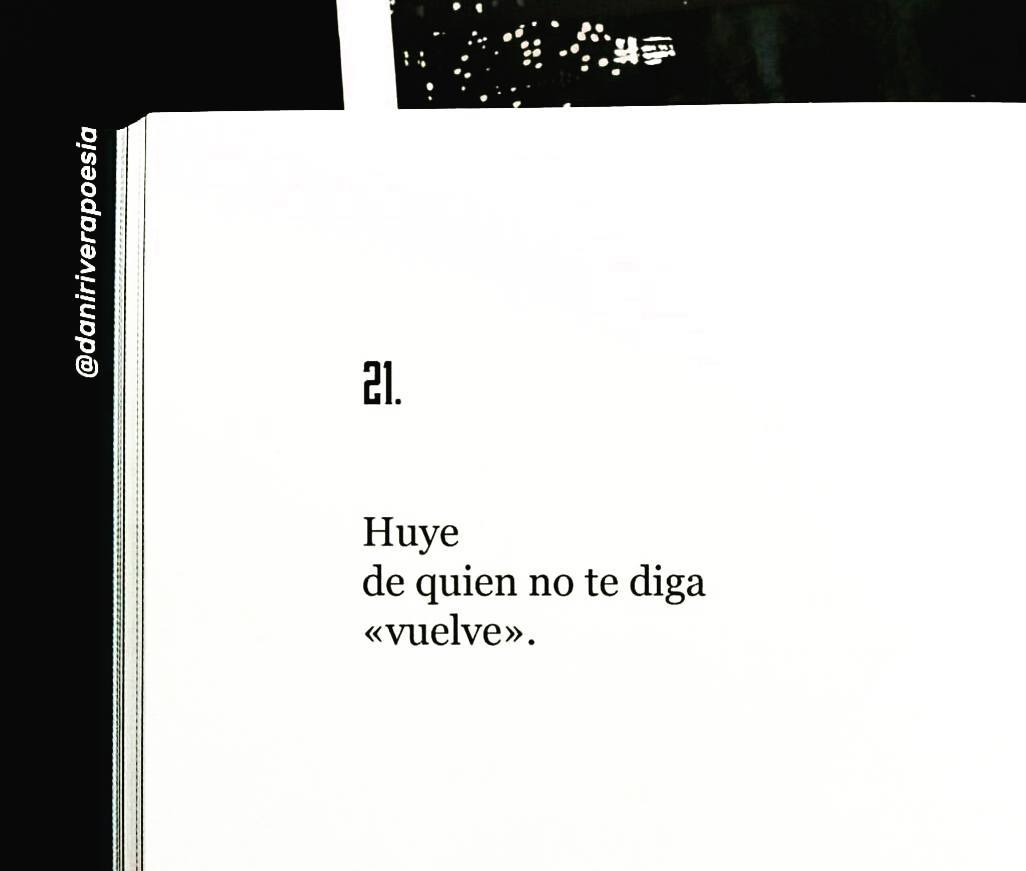 @daniriverapoesia
21.
Huye
de quien no te diga
«vuelve».